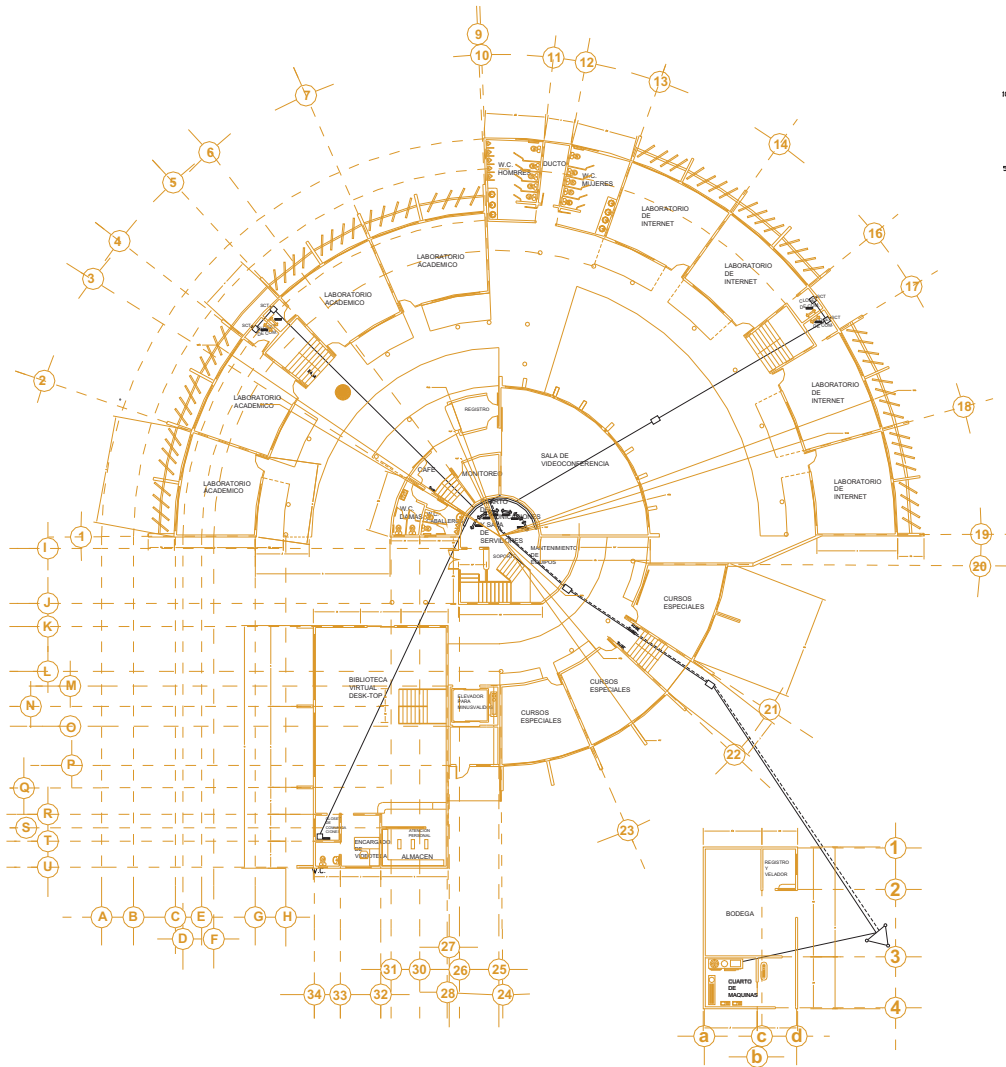 9
10
11
12
13
7
14
6
5
4
3
16
17
2
18
1
19
20
I
J
K
L
M
N
O
P
Q
R
S
T
U
A
B
C
D
E
F
G
H
21
22
23
27
31
30
26
25
34
33
32
28
24
1
2
3
4
a
c
d
b
W.C.
HOMBRES
DUCTO
W.C.
MUJERES
LABORATORIO
DE
INTERNET
LABORATORIO
DE
INTERNET
LABORATORIO
DE
INTERNET
LABORATORIO
DE
INTERNET
LABORATORIO
ACADEMICO
LABORATORIO
ACADEMICO
LABORATORIO
ACADEMICO
LABORATORIO
ACADEMICO
REGISTRO
SALA DE
VIDEOCONFERENCIA
CAFE
MONITOREO
W.C.
DAMAS
SALA
DE
SERVIDORES
MANTENIMIENTO
DE
EQUIPOS
CURSOS
ESPECIALES
CURSOS
ESPECIALES
CURSOS
ESPECIALES
BIBLIOTECA
VIRTUAL
DESK-TOP
ELEVADOR
PARA
MINUSVALIDOS
ATENCION
PERSONAL
ENCARGADO
DE
VIDEOTECA
ALMACEN
W.C.
REGISTRO
Y
VELADOR
BODEGA
CUARTO
DE
MAQUINAS